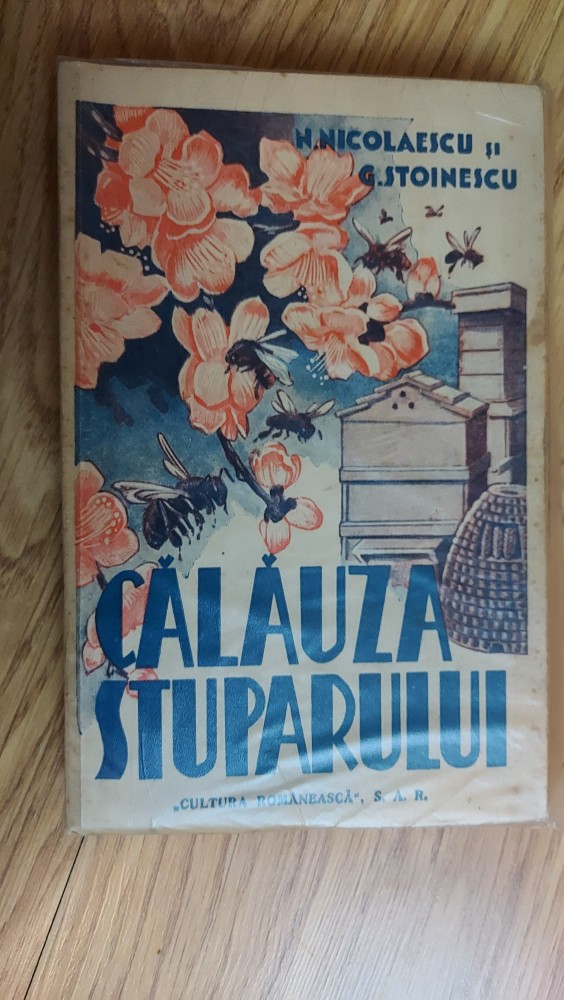 N. NICOLAESCU și
G. STOINESCU
CĂLĂUZA
STUPARULUI
„CULTURA ROMÂNEASCĂ“, S. A. R.